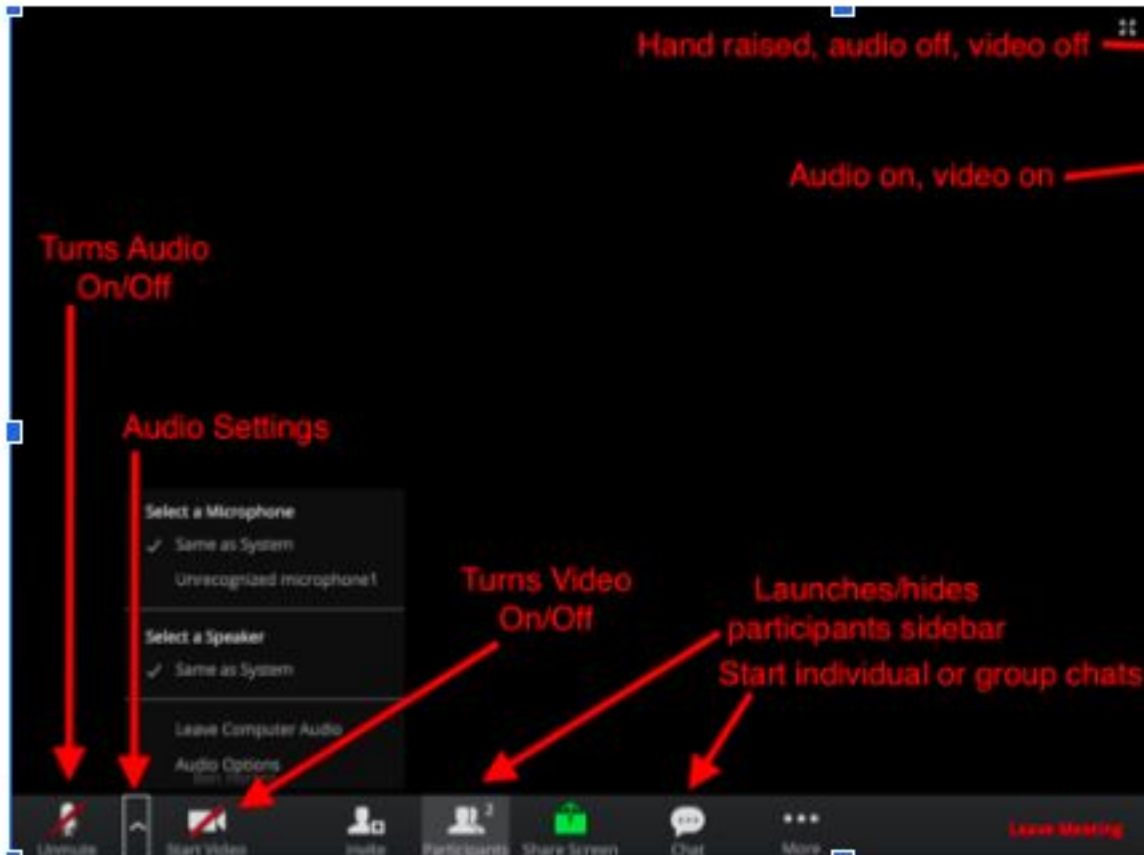 Hand raised, audio off, video off
Audio on, video on
Turns Audio
On/Off
Audio Settings
Select a Microphone
✓ Same as System
Unrecognized microphone1
Select a Speaker
✓ Same as System
Leave Computer Audio
Audio Options
Turns Video
On/Off
Launches/hides
participants sidebar
Start individual or group chats
2
Unmute
Start Video
Invite
Participants
Share Screen
Chat
More
Leave Meeting